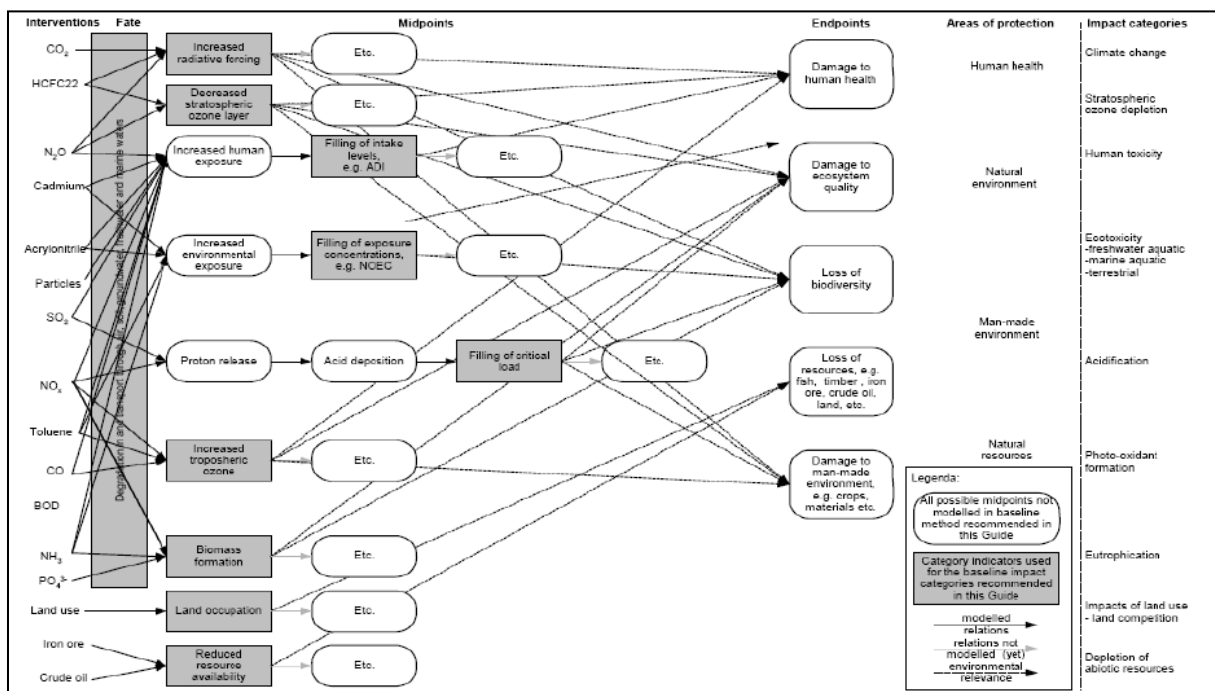 Interventions
Fate
Midpoints
Endpoints
Areas of protection
Impact categories
CO2
HCFC22
N2O
Cadmium
Acrylonitrile
Particles
SO2
NOx
Toluene
CO
BOD
NH3
PO4 3-
Land use
Iron ore
Crude oil
Degradation in and transport through air,
freshwater and marine waters
Increased
radiative forcing
Etc.
Decreased
stratospheric
ozone layer
Etc.
Increased human
exposure
Filling of intake
levels,
e.g. ADI
Etc.
Increased
environmental
exposure
Filling of exposure
concentrations,
e.g. NOEC
Etc.
Proton release
Acid deposition
Filling of critical
load
Etc.
Increased
troposheric
ozone
Etc.
Biomass
formation
Etc.
Land occupation
Etc.
Reduced
resource
availability
Etc.
Damage to
human health
Damage to
ecosystem
quality
Loss of
biodiversity
Loss of
resources, e.g.
fish, timber , iron
ore, crude oil,
land, etc.
Damage to
man-made
environment,
e.g. crops,
materials etc.
Human health
Natural
environment
Man-made
environment
Natural
resources
Legenda:
All possible midpoints not
modelled in baseline
method recommended in
this Guide
Category indicators used
for the baseline impact
categories recommended
in this Guide
modelled
relations
relations not
modelled (yet)
environmental
relevance
Climate change
Stratospheric
ozone depletion
Human toxicity
Ecotoxicity
-freshwater aquatic
-marine aquatic
-terrestrial
Acidification
Photo-oxidant
formation
Eutrophication
Impacts of land use
- land competition
Depletion of
abiotic resources